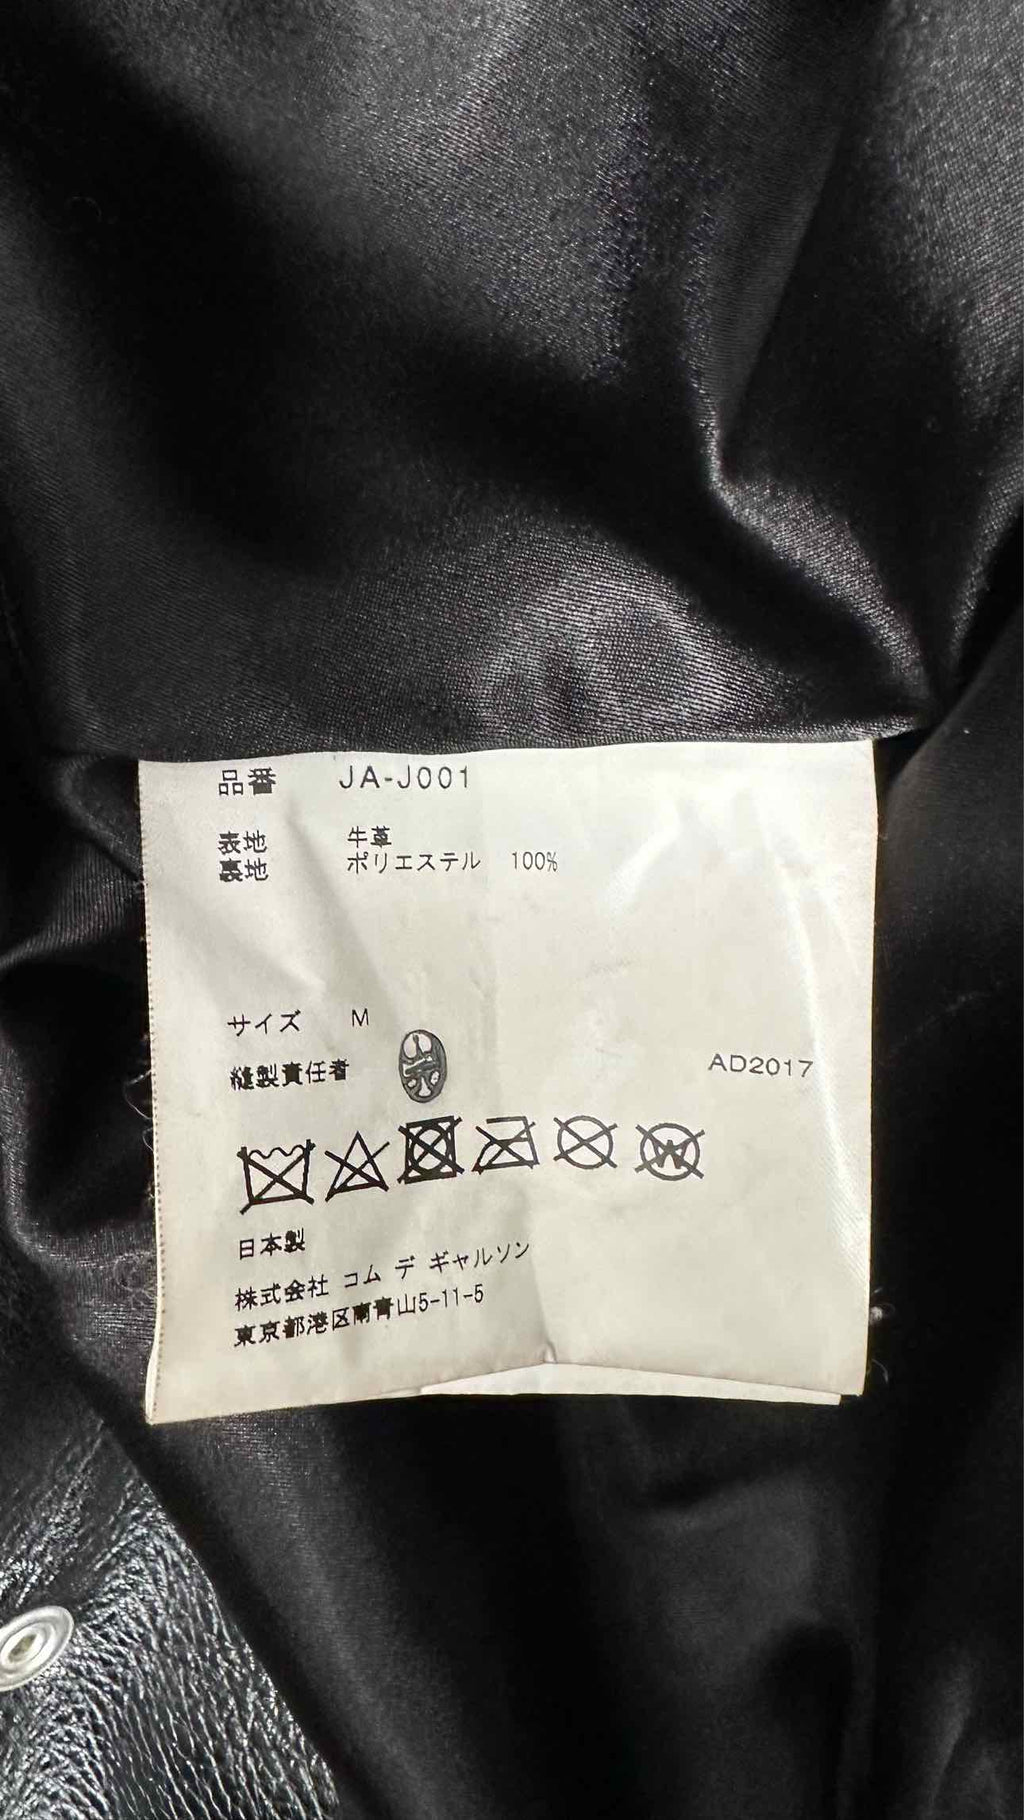 品番 JA-J001
表地 牛革
裏地 ポリエステル 100%
サイズ M
縫製責任者
AD2017
W
日本製
株式会社 コム デ ギャルソン
東京都港区南青山5-11-5